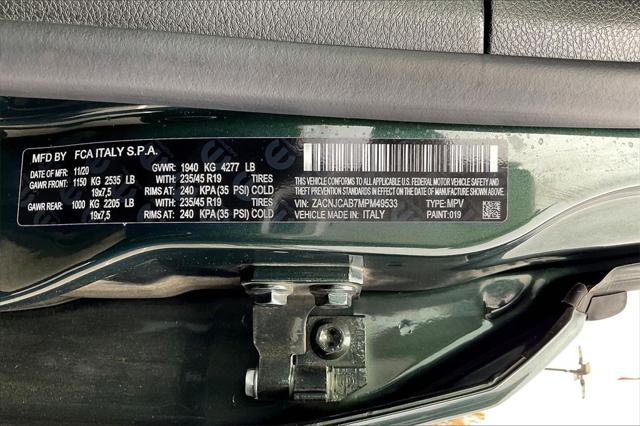 MFD BY FCA ITALY S.P.A.
DATE OF MFR: 11/20 GVWR: 1940 KG 4277 LB
GAWR FRONT: 1150 KG 2535 LB WITH: 235/45 R19 TIRES
19x7,5 RIMS AT: 240 KPA (35 PSI) COLD
GAWR REAR: 1000 KG 2205 LB WITH: 235/45 R19 TIRES
19x7,5 RIMS AT: 240 KPA (35 PSI) COLD
THIS VEHICLE CONFORMS TO ALL APPLICABLE U.S. FEDERAL MOTOR VEHICLE SAFETY, BUMPER AND
THEFT PREVENTION STANDARDS IN EFFECT ON THE DATE OF MANUFACTURE SHOWN ABOVE.
VIN: ZACNJCAB7MPM49533 TYPE: MPV
VEHICLE MADE IN: ITALY PAINT: 019